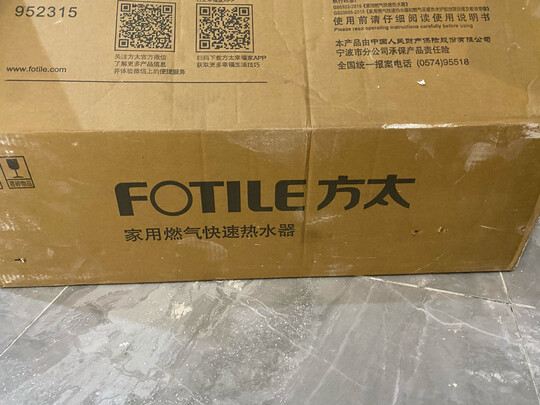 952315
www.fotile.com
关注方太官方微信
了解更多产品信息
并体验微信上的便捷服务
扫码下载方太幸福家APP
获取更多幸福生活技巧
使用前请仔细阅读使用说明书
Please read operating instructions carefully before using
本产品由中国人民财产保险股份有限公司
宁波市分公司承保产品责任险
全国统一报案电话 (0574)95518
FOTILE 方太
家用燃气快速热水器